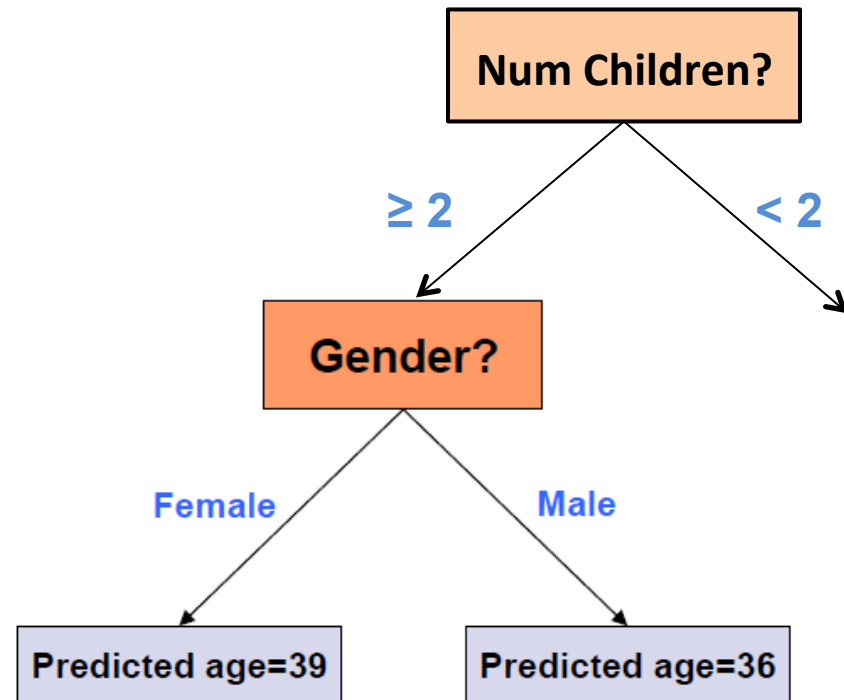 Num Children?
≥ 2
< 2
Gender?
Female
Male
Predicted age=39
Predicted age=36